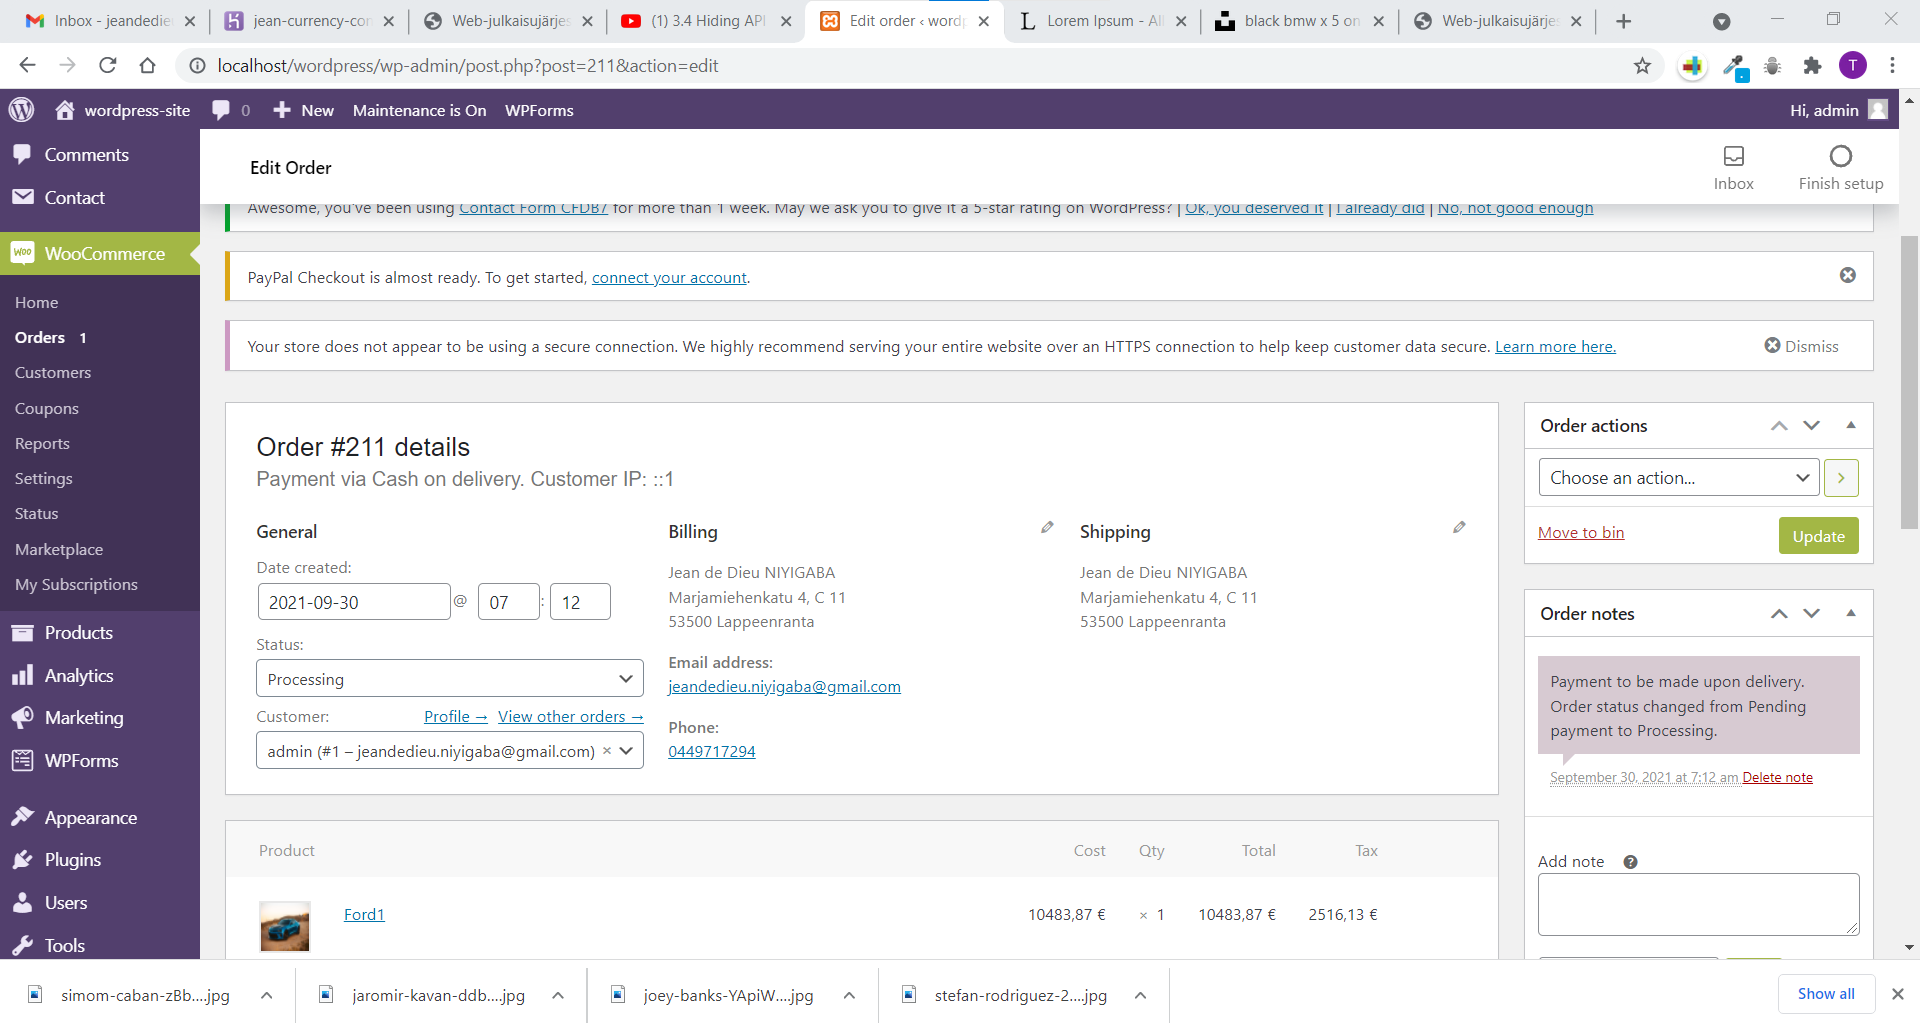 Inbox - jeandedie
jean-currency-con
Web-julkaisujärjes
(1) 3.4 Hiding API
Edit order ‹ wordp
Lorem Ipsum - All
black bmw x 5 on
Web-julkaisujärjes
localhost/wordpress/wp-admin/post.php?post=211&action=edit
T
wordpress-site
0
New
Maintenance is On
WPForms
Hi, admin
Comments
Contact
WooCommerce
Home
Orders 1
Customers
Coupons
Reports
Settings
Status
Marketplace
My Subscriptions
Products
Analytics
Marketing
WPForms
Appearance
Plugins
Users
Tools
Edit Order
Inbox
Finish setup
Awesome, you've been using Contact Form CFDB7 for more than 1 week. May we ask you to give it a 5-star rating on WordPress? | Ok, you deserved it | I already did | No, not good enough
PayPal Checkout is almost ready. To get started, connect your account.
Your store does not appear to be using a secure connection. We highly recommend serving your entire website over an HTTPS connection to help keep customer data secure. Learn more here.
Dismiss
Order #211 details
Payment via Cash on delivery. Customer IP: ::1
General
Date created:
2021-09-30 @ 07 : 12
Status:
Processing
Customer: Profile → View other orders →
admin (#1 – jeandedieu.niyigaba@gmail.com) ×
Billing
Jean de Dieu NIYIGABA
Marjamiehenkatu 4, C 11
53500 Lappeenranta
Email address:
jeandedieu.niyigaba@gmail.com
Phone:
0449717294
Shipping
Jean de Dieu NIYIGABA
Marjamiehenkatu 4, C 11
53500 Lappeenranta
Product Cost Qty Total Tax
Ford1 10483,87 € × 1 10483,87 € 2516,13 €
Order actions
Choose an action...
Move to bin
Update
Order notes
Payment to be made upon delivery.
Order status changed from Pending
payment to Processing.
September 30, 2021 at 7:12 am Delete note
Add note
simom-caban-zBb....jpg
jaromir-kavan-ddb....jpg
joey-banks-YApiW....jpg
stefan-rodriguez-2....jpg
Show all